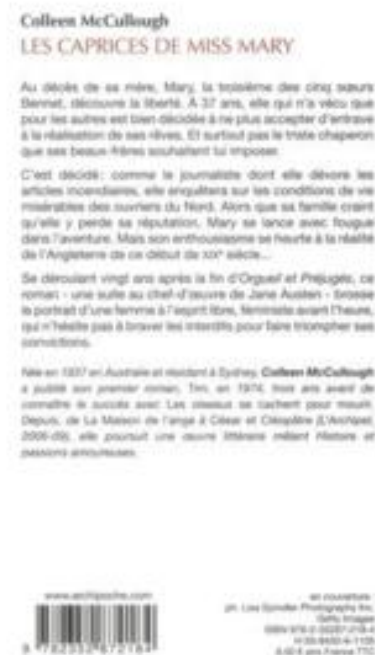 Colleen McCullough
LES CAPRICES DE MISS MARY
Au décès de sa mère, Mary, la troisième des cinq sœurs
Bennet, découvre la liberté. À 37 ans, elle qui n'a vécu que
pour les autres est bien décidée à ne plus accepter d'entrave
à la réalisation de ses rêves. Et surtout pas le triste chaperon
que ses beaux-frères souhaitent lui imposer.
C'est décidé : comme le journaliste dont elle dévore les
articles incendiaires, elle enquêtera sur les conditions de vie
misérables des ouvriers du Nord. Alors que sa famille craint
qu'elle y perde sa réputation, Mary se lance avec fougue
dans l'aventure. Mais son enthousiasme se heurte à la réalité
de l'Angleterre de ce début de XIXe siècle...
Se déroulant vingt ans après la fin d'Orgueil et Préjugés, ce
roman - une suite au chef-d'œuvre de Jane Austen - brosse
le portrait d'une femme à l'esprit libre, féministe avant l'heure,
qui n'hésite pas à braver les interdits pour faire triompher ses
convictions.
Née en 1937 en Australie et résidant à Sydney, Colleen McCullough
a publié son premier roman, Tim, en 1974, trois ans avant de
connaître le succès avec Les oiseaux se cachent pour mourir.
Depuis, de La Maison de l'ange à César et Cléopâtre (L'Archipel,
2006-09), elle poursuit une œuvre littéraire mêlant Histoire et
passions amoureuses.
www.archipoche.com
en couverture :
ph. Lisa Spindler Photography Inc.
Getty Images
9 782352 872184